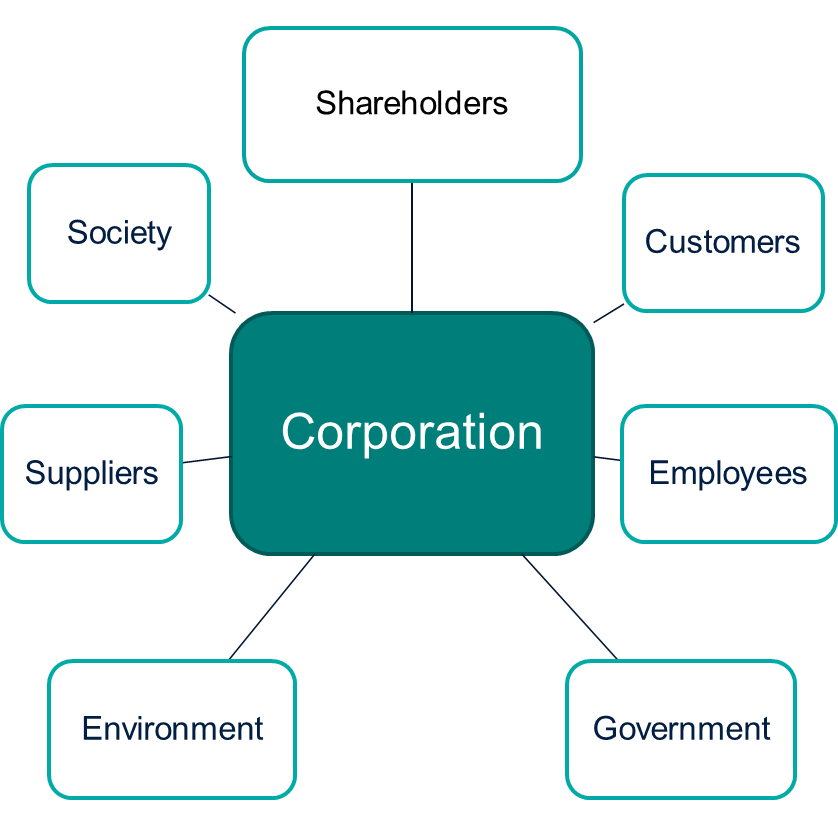 Shareholders
Society
Customers
Corporation
Suppliers
Employees
Environment
Government